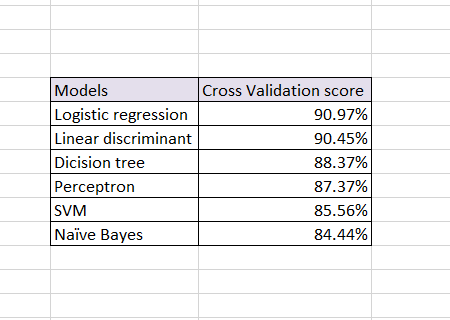 Models Cross Validation score
Logistic regression 90.97%
Linear discriminant 90.45%
Dicision tree 88.37%
Perceptron 87.37%
SVM 85.56%
Naïve Bayes 84.44%